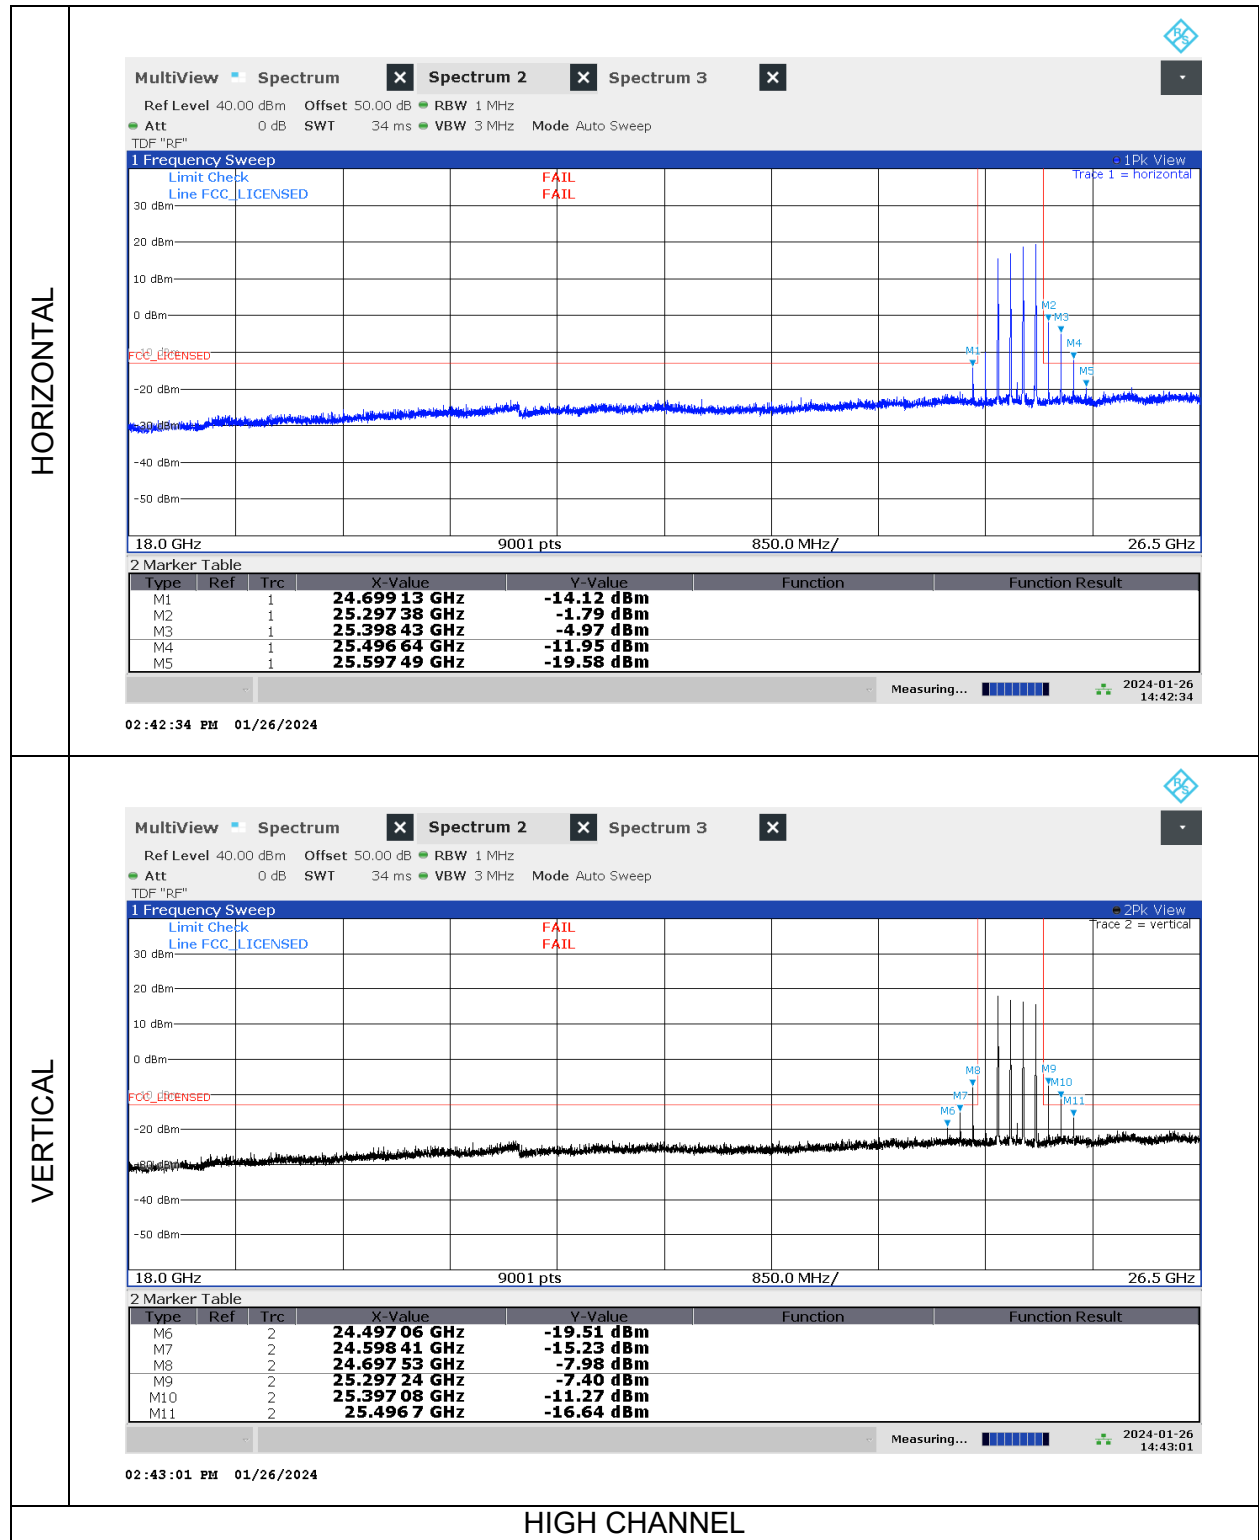 HORIZONTAL
R&S
MultiView Spectrum Spectrum 2 Spectrum 3
Ref Level 40.00 dBm Offset 50.00 dB RBW 1 MHz
Att 0 dB SWT 34 ms VBW 3 MHz Mode Auto Sweep
TDF "RF"
1 Frequency Sweep 1Pk View
Limit Check FAIL Trace 1 = horizontal
Line FCC_LICENSED FAIL
30 dBm
20 dBm
10 dBm
0 dBm
M2
M3
M4
M1
-10 dBm
FCC_LICENSED
M5
-20 dBm
-30 dBm
-40 dBm
-50 dBm
18.0 GHz 9001 pts 850.0 MHz/ 26.5 GHz
2 Marker Table
Type Ref Trc X-Value Y-Value Function Function Result
M1 1 24.699 13 GHz -14.12 dBm
M2 1 25.297 38 GHz -1.79 dBm
M3 1 25.398 43 GHz -4.97 dBm
M4 1 25.496 64 GHz -11.95 dBm
M5 1 25.597 49 GHz -19.58 dBm
Measuring... 2024-01-26
14:42:34
02:42:34 PM 01/26/2024
VERTICAL
R&S
MultiView Spectrum Spectrum 2 Spectrum 3
Ref Level 40.00 dBm Offset 50.00 dB RBW 1 MHz
Att 0 dB SWT 34 ms VBW 3 MHz Mode Auto Sweep
TDF "RF"
1 Frequency Sweep 2Pk View
Limit Check FAIL Trace 2 = vertical
Line FCC_LICENSED FAIL
30 dBm
20 dBm
10 dBm
0 dBm
M8 M9
M10
M7
M11
-10 dBm
FCC_LICENSED
M6
-20 dBm
-30 dBm
-40 dBm
-50 dBm
18.0 GHz 9001 pts 850.0 MHz/ 26.5 GHz
2 Marker Table
Type Ref Trc X-Value Y-Value Function Function Result
M6 2 24.497 06 GHz -19.51 dBm
M7 2 24.598 41 GHz -15.23 dBm
M8 2 24.697 53 GHz -7.98 dBm
M9 2 25.297 24 GHz -7.40 dBm
M10 2 25.397 08 GHz -11.27 dBm
M11 2 25.496 7 GHz -16.64 dBm
Measuring... 2024-01-26
14:43:01
02:43:01 PM 01/26/2024
HIGH CHANNEL